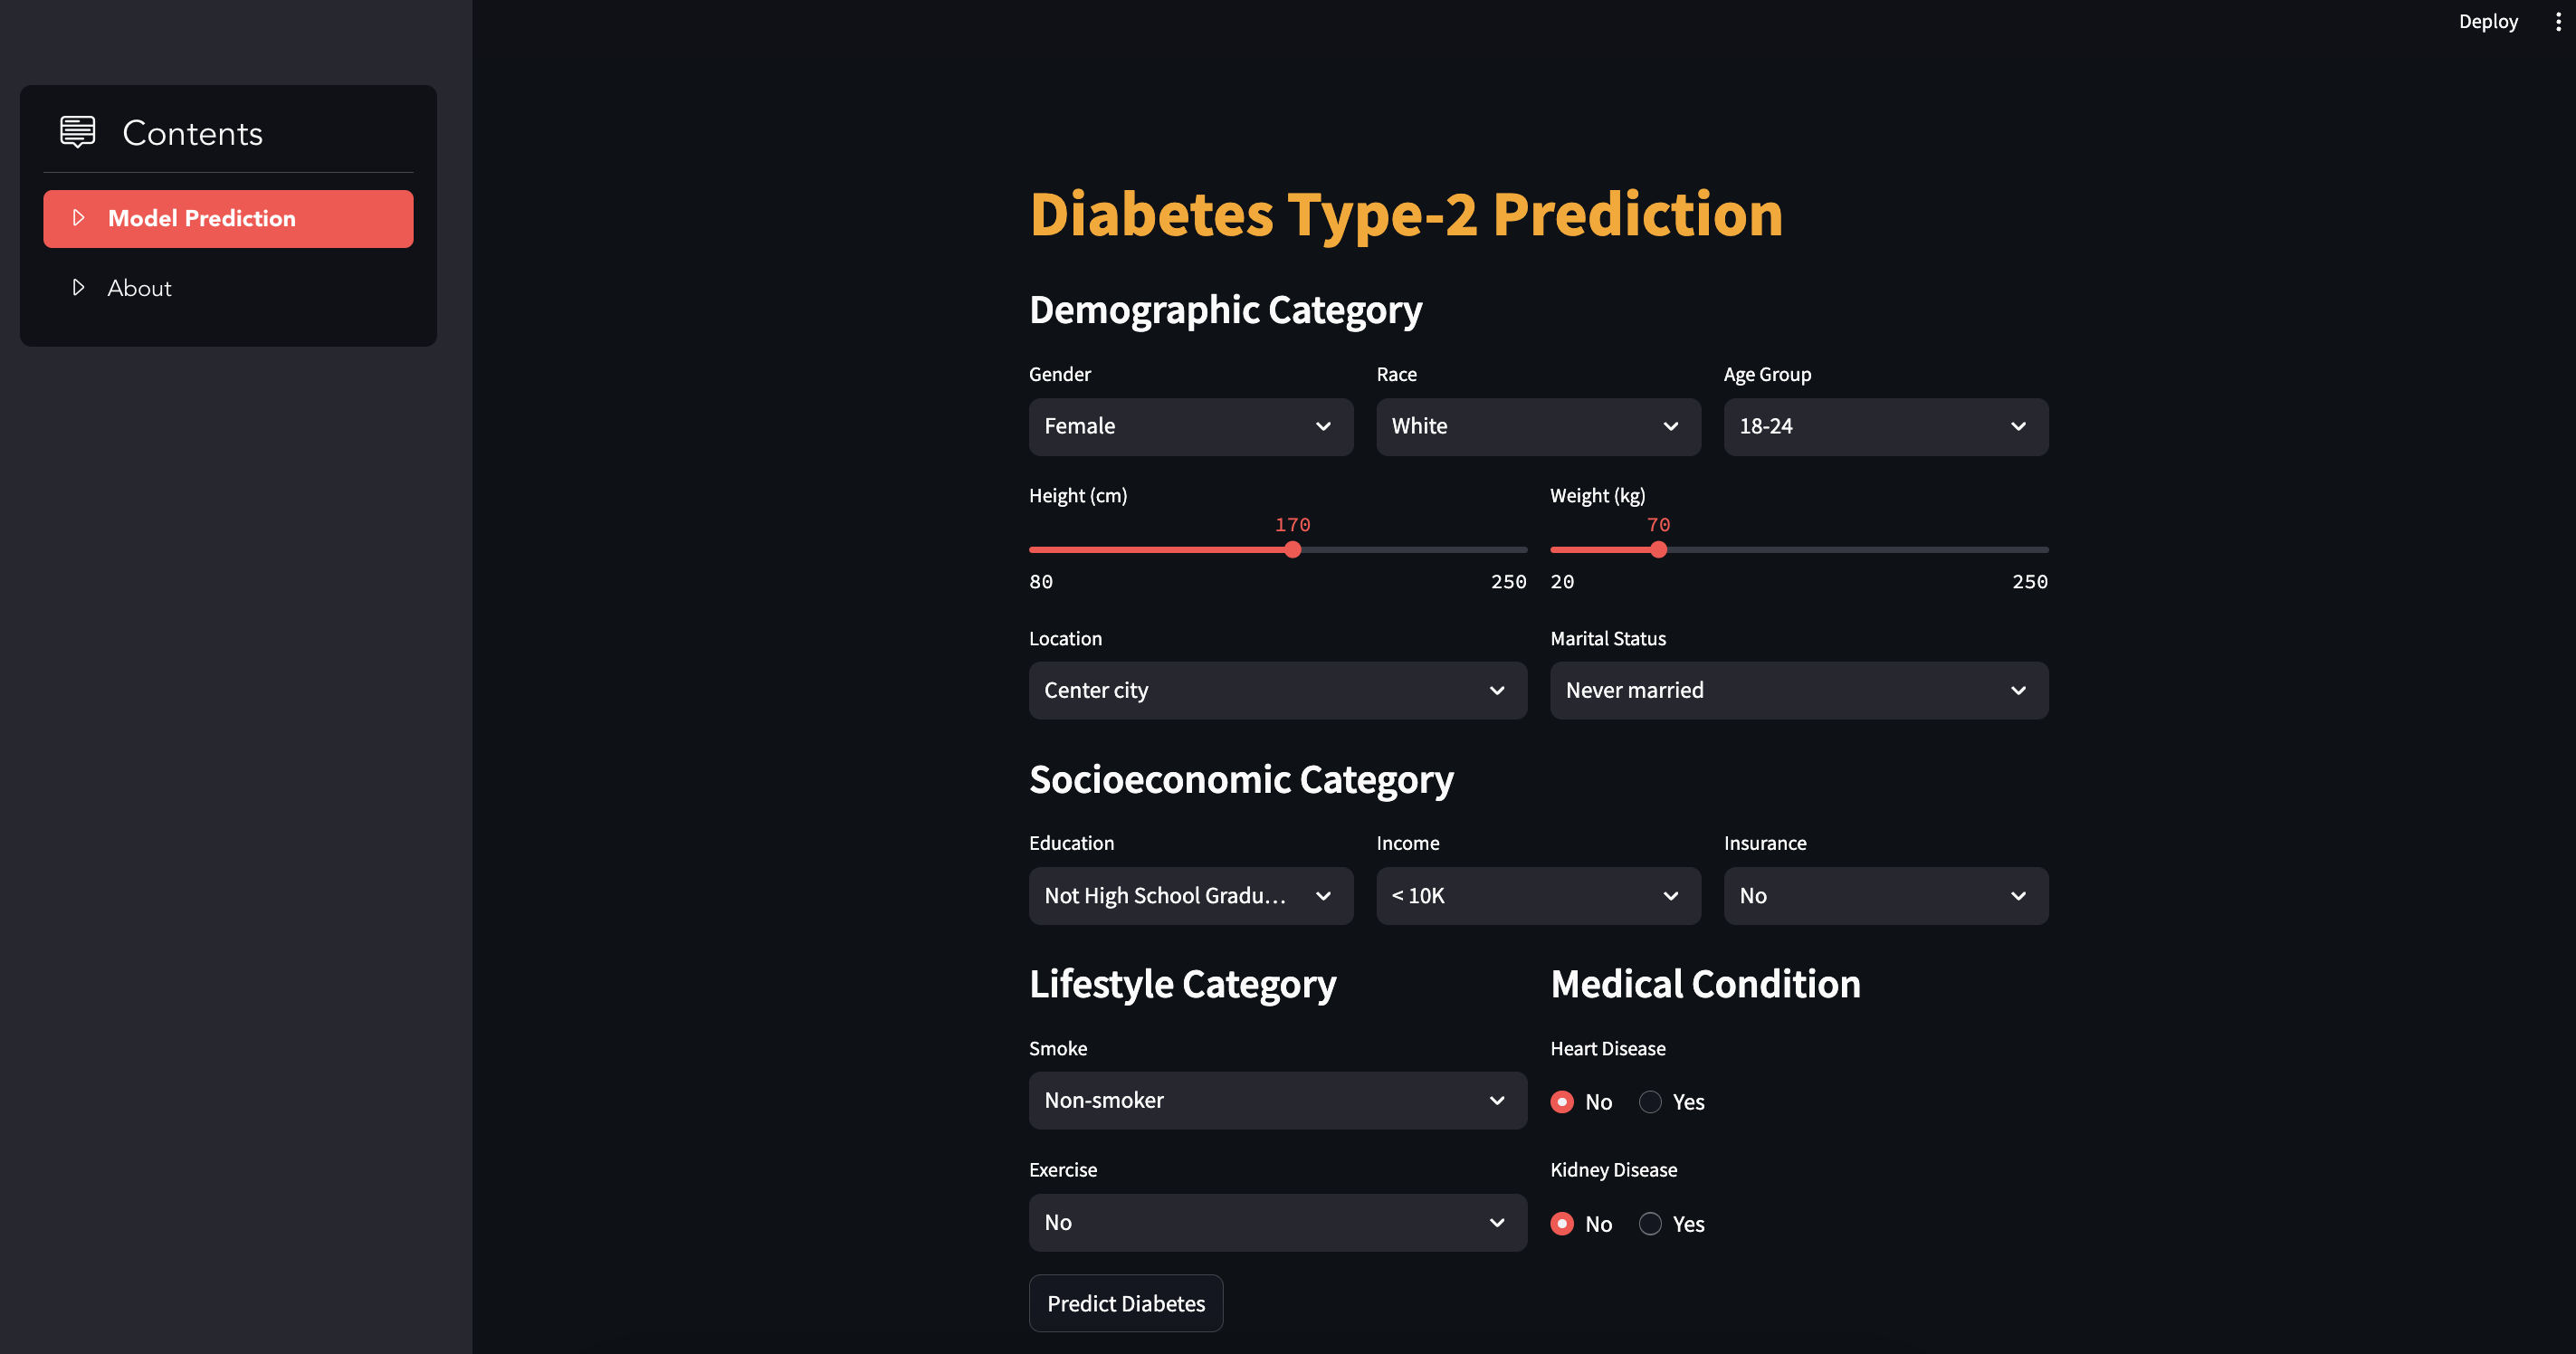 Deploy
Contents
Model Prediction
About
Diabetes Type-2 Prediction
Demographic Category
Gender Race Age Group
Female White 18-24
Height (cm) Weight (kg)
170 70
80 250 20 250
Location Marital Status
Center city Never married
Socioeconomic Category
Education Income Insurance
Not High School Gradu... < 10K No
Lifestyle Category Medical Condition
Smoke Heart Disease
Non-smoker No Yes
Exercise Kidney Disease
No No Yes
Predict Diabetes